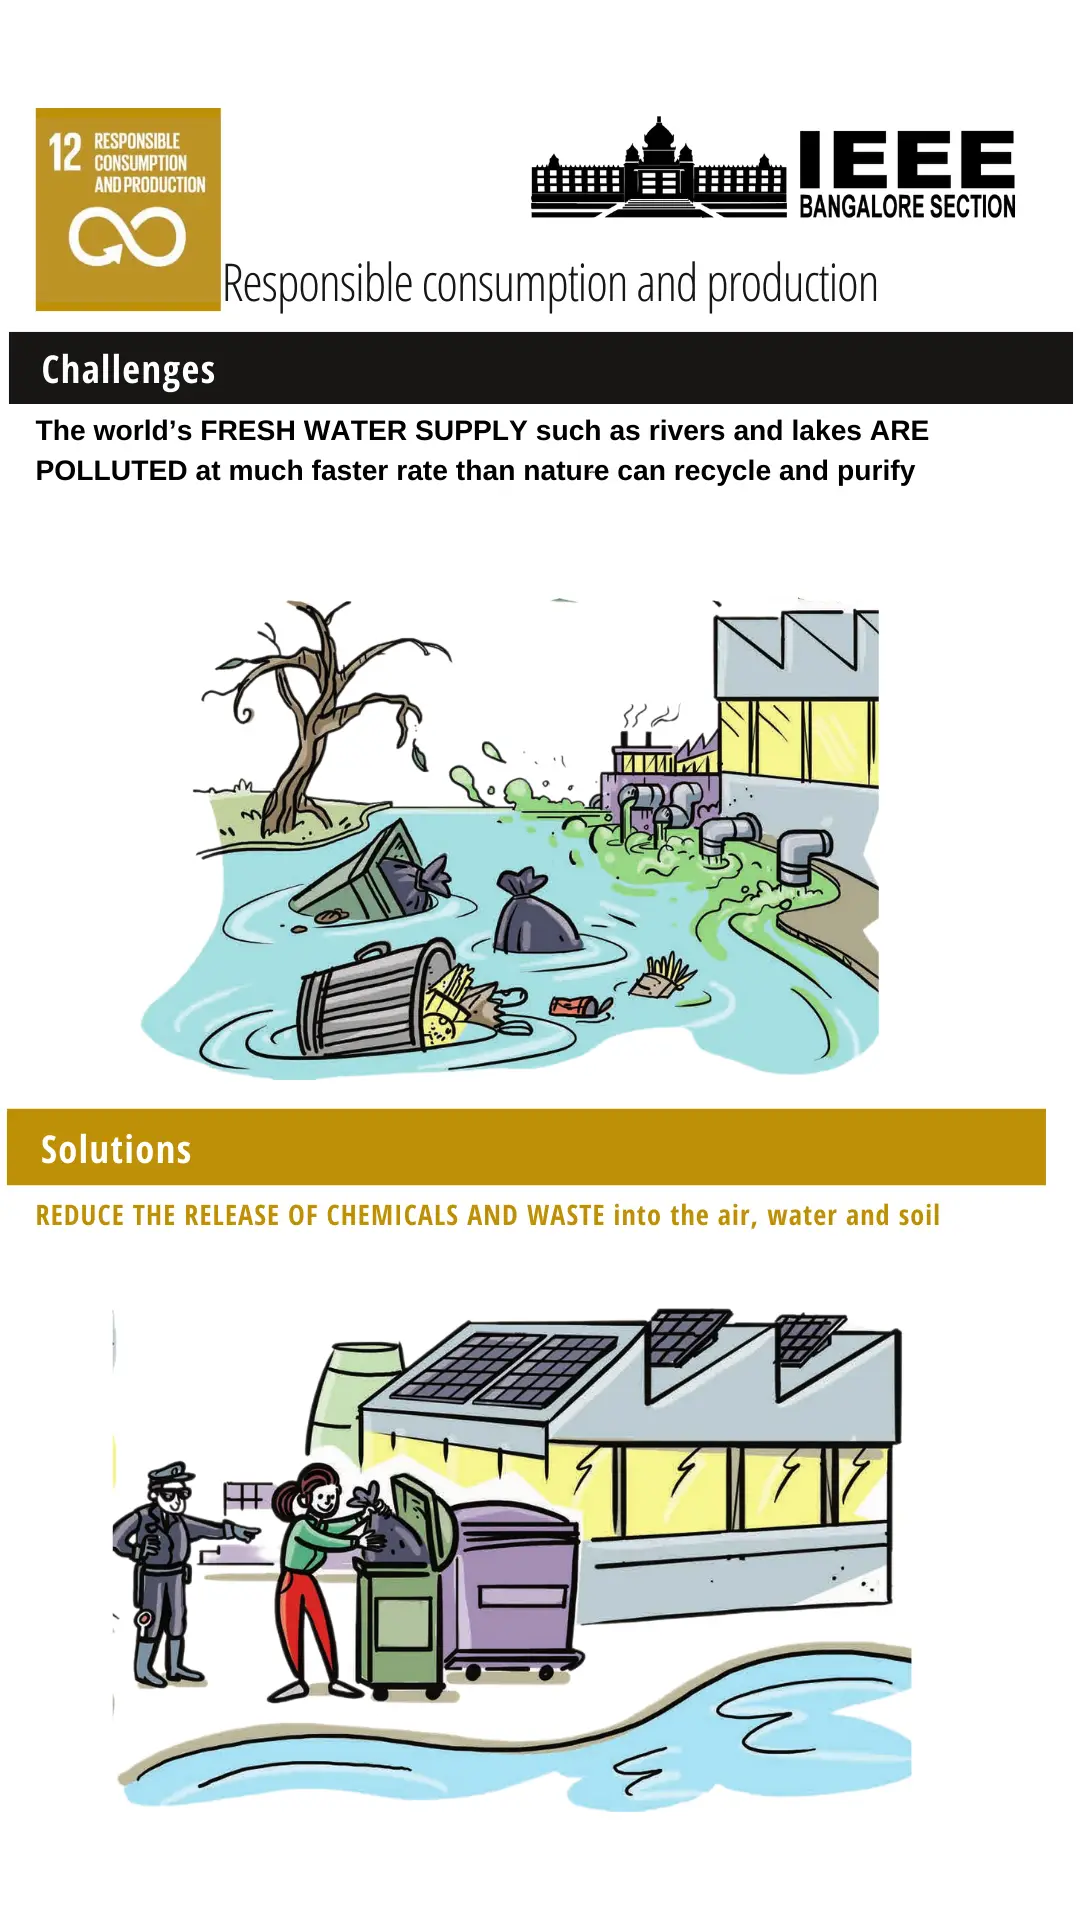 12 RESPONSIBLE
CONSUMPTION
AND PRODUCTION
IEEE
BANGALORE SECTION
Responsible consumption and production
Challenges
The world’s FRESH WATER SUPPLY such as rivers and lakes ARE
POLLUTED at much faster rate than nature can recycle and purify
Solutions
REDUCE THE RELEASE OF CHEMICALS AND WASTE into the air, water and soil